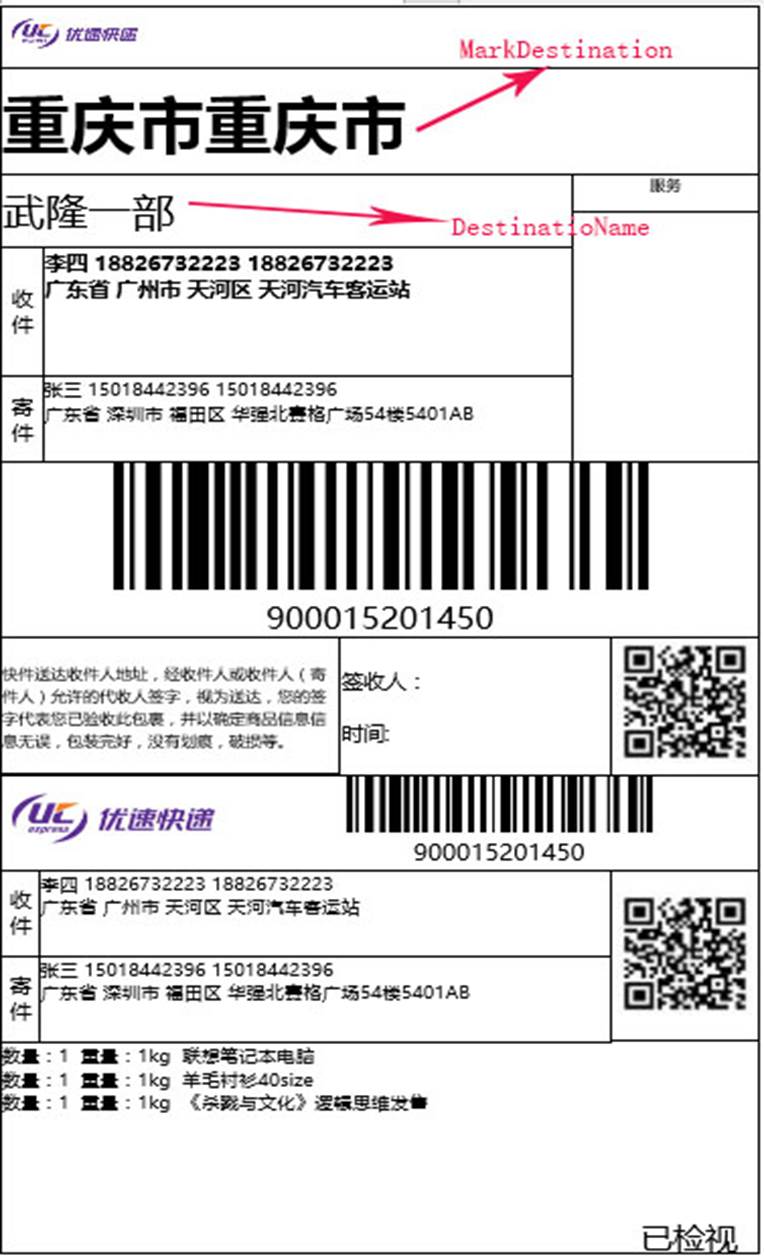 UC express 优速快递
MarkDestination
重庆市重庆市
武隆一部
服务
DestinatioName
收件
李四 18826732223 18826732223
广东省 广州市 天河区 天河汽车客运站
寄件
张三 15018442396 15018442396
广东省 深圳市 福田区 华强北赛格广场54楼5401AB
900015201450
快件送达收件人地址，经收件人或收件人（寄
件人）允许的代收人签字，视为送达，您的签
字代表您已验收此包裹，并以确定商品信息信
息无误，包装完好，没有划痕，破损等。
签收人：
时间:
UC express 优速快递
900015201450
收件
李四 18826732223 18826732223
广东省 广州市 天河区 天河汽车客运站
寄件
张三 15018442396 15018442396
广东省 深圳市 福田区 华强北赛格广场54楼5401AB
数量：1 重量：1kg 联想笔记本电脑
数量：1 重量：1kg 羊毛衬衫40size
数量：1 重量：1kg 《杀戮与文化》逻辑思维发售
已检视